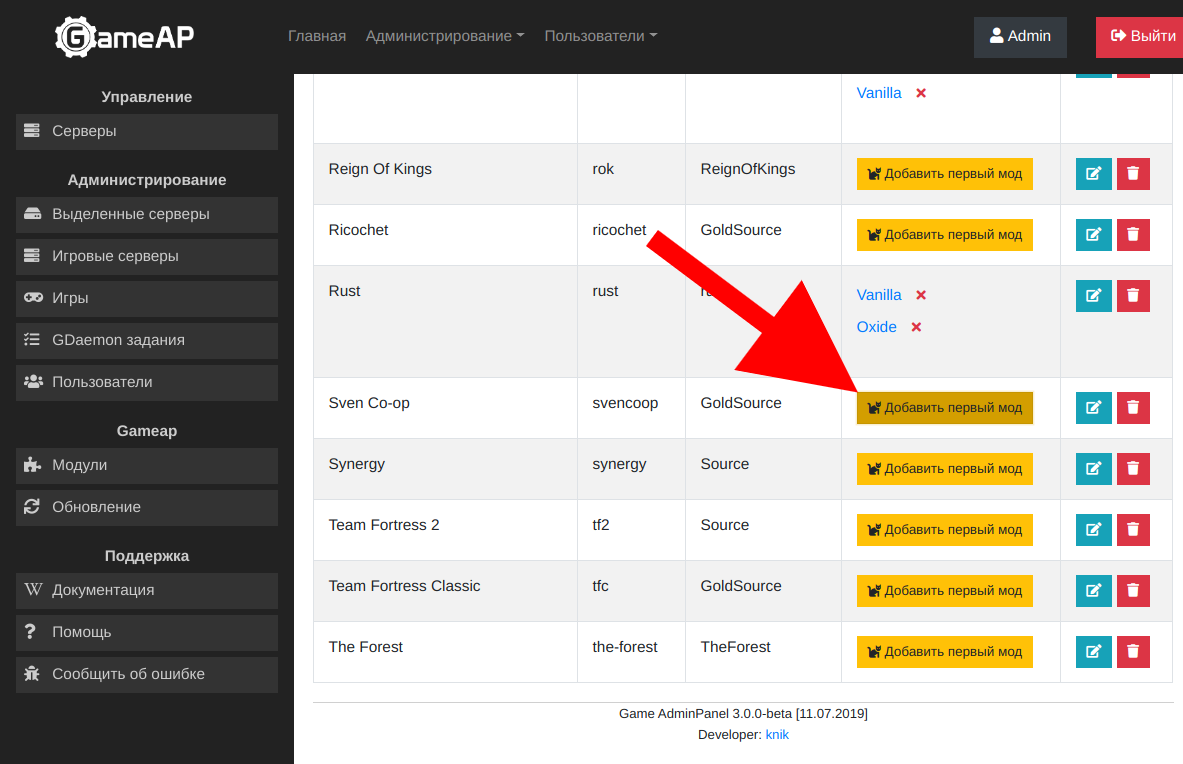 GameAP
Главная Администрирование Пользователи Admin Выйти
Управление
Серверы
Администрирование
Выделенные серверы
Игровые серверы
Игры
GDaemon задания
Пользователи
Gameap
Модули
Обновление
Поддержка
Документация
Помощь
Сообщить об ошибке
Vanilla
Reign Of Kings rok ReignOfKings Добавить первый мод
Ricochet ricochet GoldSource Добавить первый мод
Rust rust Vanilla
Oxide
Sven Co-op svencoop GoldSource Добавить первый мод
Synergy synergy Source Добавить первый мод
Team Fortress 2 tf2 Source Добавить первый мод
Team Fortress Classic tfc GoldSource Добавить первый мод
The Forest the-forest TheForest Добавить первый мод
Game AdminPanel 3.0.0-beta [11.07.2019]
Developer: knik